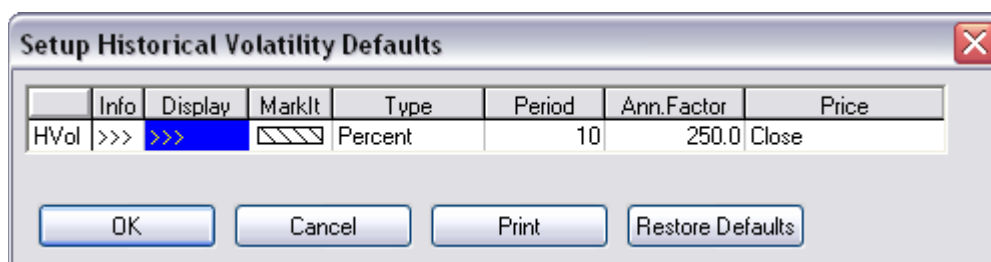 Setup Historical Volatility Defaults
Info Display MarkIt Type Period Ann.Factor Price
HVol >>> >>> Percent 10 250.0 Close
OK Cancel Print Restore Defaults